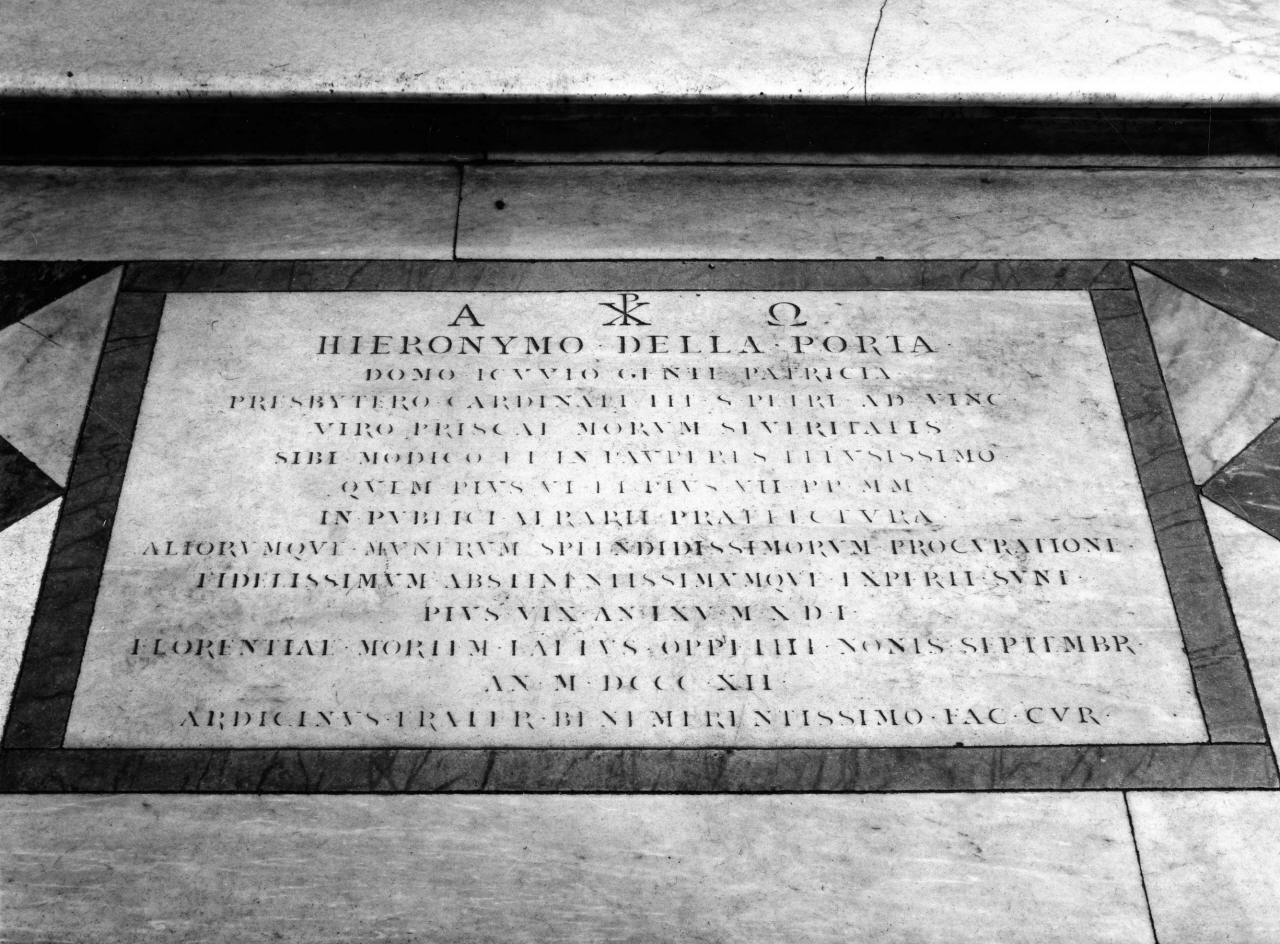 Α ☧ Ω
HIERONYMO · DELLA · PORTA ·
DOMO · IGVVIO · GENTE · PATRICIA
PRESBYTERO · CARDINALI · TIT · S · PETRI · AD · VINC ·
VIRO · PRISCAE · MORVM · SEVERITATIS
SIBI · MODICO · ET · IN · PAVPERES · EFFVSISSIMO
QVEM · PIVS · VI · ET · PIVS · VII · PP · MM
IN · PVBLICI · AERARII · PRAEFECTVRA
ALIORVMQVE · MVNERVM · SPLENDIDISSIMORVM · PROCVRATIONE ·
FIDELISSIMVM · ABSTINENTISSIMVMQVE · EXPERTI · SVNT ·
PIVS · VIX · AN · LXV · M · X · D · I ·
FLORENTIAE · MORTEM · LAETVS · OPPETIIT · NONIS · SEPTEMBR ·
AN · M · DCCC · XII ·
ARDICINVS · FRATER · BENEMERENTISSIMO · FAC · CVR ·